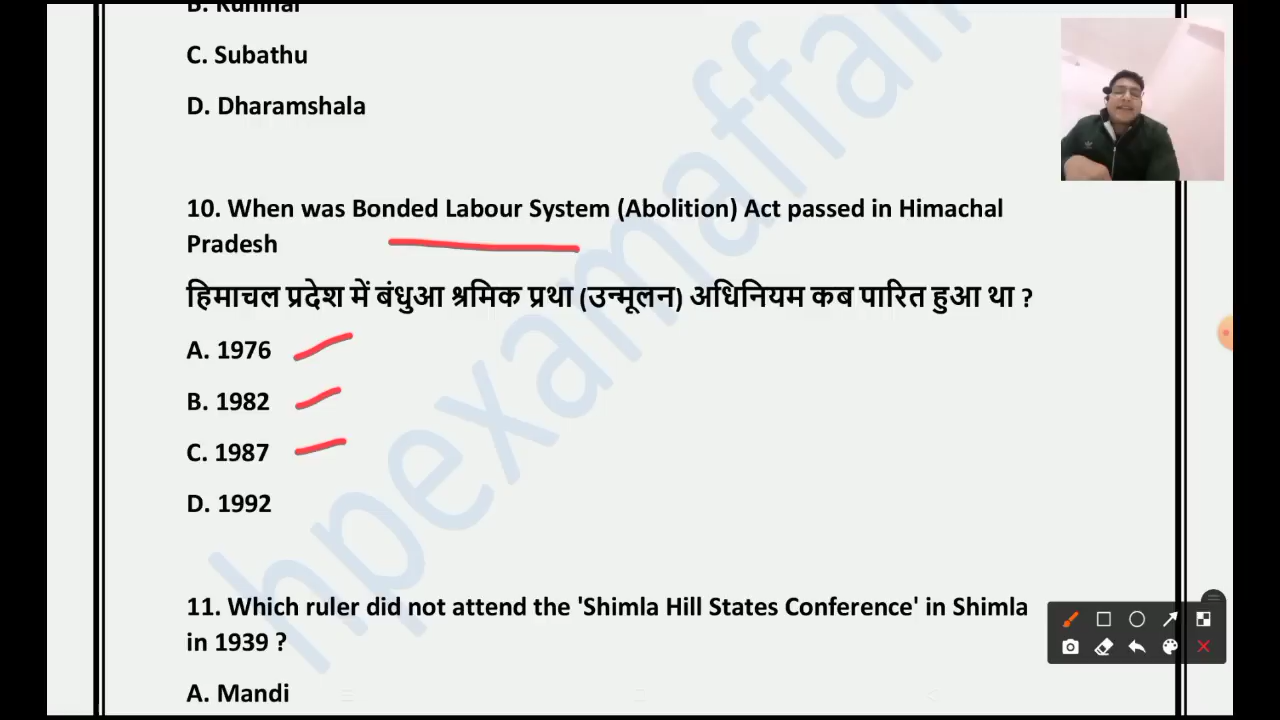 B. Kumhar
C. Subathu
D. Dharamshala
10. When was Bonded Labour System (Abolition) Act passed in Himachal
Pradesh
हिमाचल प्रदेश में बंधुआ श्रमिक प्रथा (उन्मूलन) अधिनियम कब पारित हुआ था ?
A. 1976
B. 1982
C. 1987
D. 1992
11. Which ruler did not attend the 'Shimla Hill States Conference' in Shimla
in 1939 ?
A. Mandi
hpexamaffair